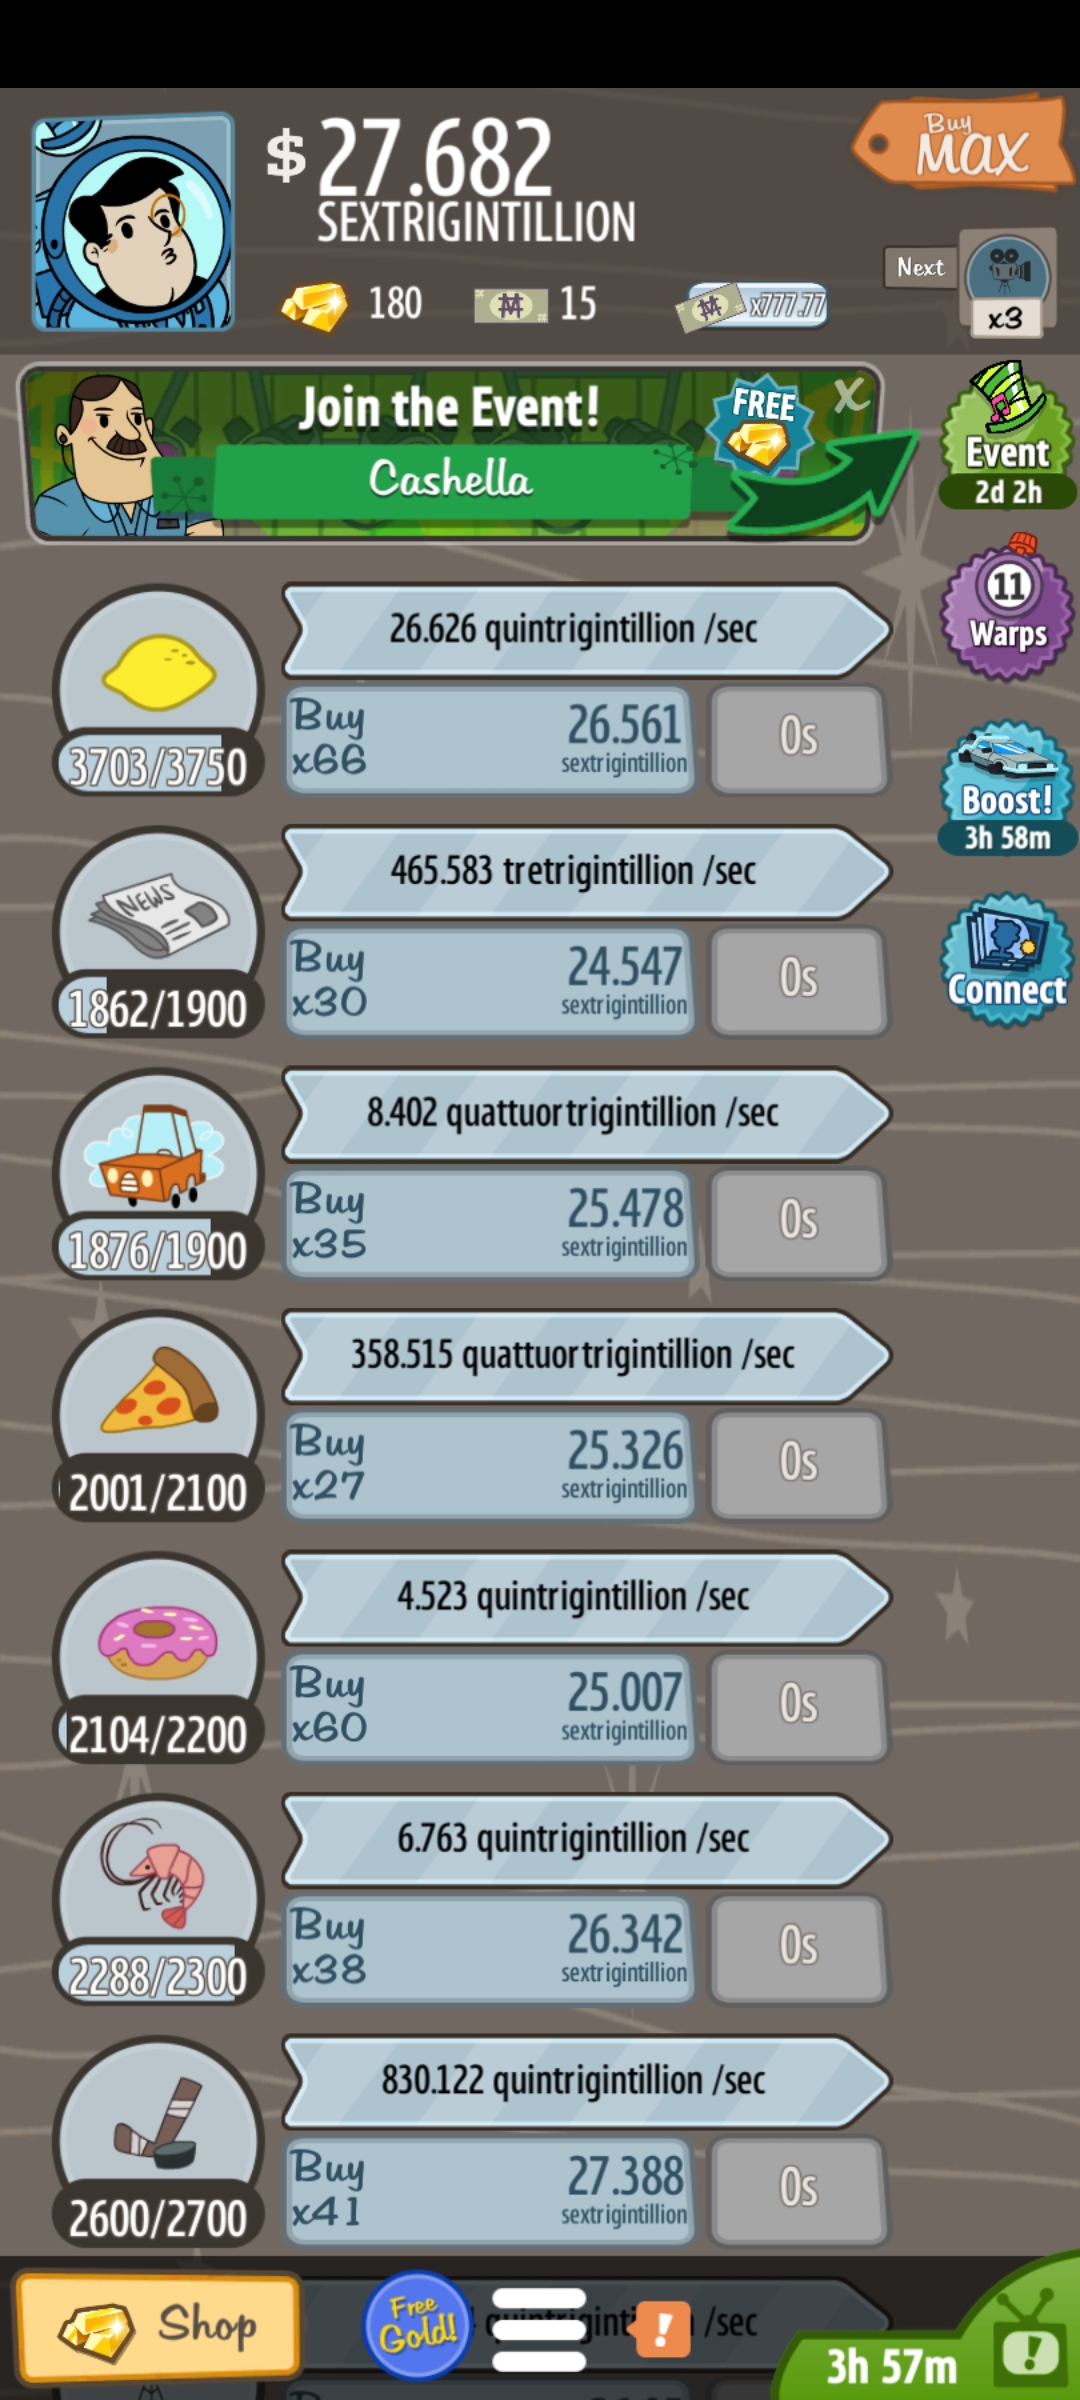 $ 27.682
SEXTRIGINTILLION
Buy
MAX
180
15
x777.77
Next
x3
Join the Event!
Cashella
FREE
X
Event
2d 2h
26.626 quintrigintillion /sec
3703/3750
Buy
x66
26.561
sextrigintillion
0s
11
Warps
465.583 tretrigintillion /sec
NEWS
1862/1900
Buy
x30
24.547
sextrigintillion
0s
Boost!
3h 58m
Connect
8.402 quattuortrigintillion /sec
1876/1900
Buy
x35
25.478
sextrigintillion
0s
358.515 quattuortrigintillion /sec
2001/2100
Buy
x27
25.326
sextrigintillion
0s
4.523 quintrigintillion /sec
2104/2200
Buy
x60
25.007
sextrigintillion
0s
6.763 quintrigintillion /sec
2288/2300
Buy
x38
26.342
sextrigintillion
0s
830.122 quintrigintillion /sec
2600/2700
Buy
x41
27.388
sextrigintillion
0s
Shop
Free
Gold!
!
/sec
3h 57m
!